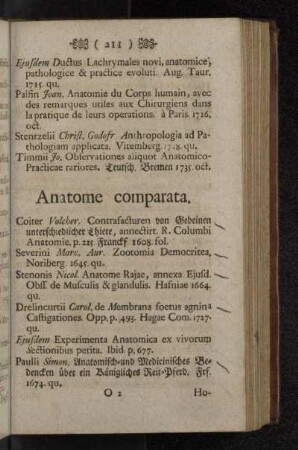 ( 211 )
Ejusdem Ductus Lachrymales novi, anatomice,
pathologice & practice evoluti. Aug. Taur.
1715. qu.
Palfin Joan. Anatomie du Corps humain, avec
des remarques utiles aux Chirurgiens dans
la pratique de leurs operations. à Paris 1726.
oct.
Stentzelii Christ. Godofr. Anthropologia ad Pa-
thologiam applicata. Vitemberg. 1728. qu.
Timmii Jo. Observationes aliquot Anatomico-
Practicae rariores. Teutsch. Bremen 1735. oct.
Anatome comparata.
Coiter Volcher. Contrafacturen von Gebeinen
unterschiedlicher Thiere, annectirt. R. Columbi
Anatomie, p. 225. Franckf. 1608. fol.
Severini Marc. Aur. Zootomia Democritea,
Noriberg. 1645. qu.
Stenonis Nicol. Anatome Rajae, annexa Ejusd.
Obss. de Musculis & glandulis. Hafniae 1664.
qu.
Drelincurtii Carol. de Membrana foetus agnina
Castigationes. Opp. p. 493. Hagae Com. 1727.
qu.
Ejusdem Experimenta Anatomica ex vivorum
Sectionibus petita. Ibid. p. 677.
Paulli Simon. Anatomisch- und Medicinisches Be-
dencken über ein Königliches Reit-Pferd. Frf.
1674. qu.
O 2
Ho-